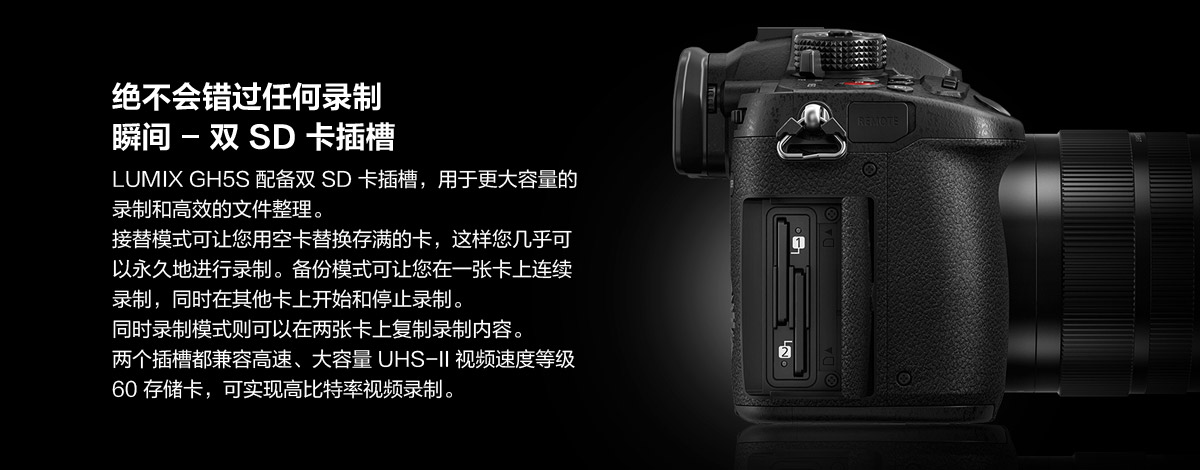 绝不会错过任何录制
瞬间 – 双 SD 卡插槽
LUMIX GH5S 配备双 SD 卡插槽，用于更大容量的
录制和高效的文件整理。
接替模式可让您用空卡替换存满的卡，这样您几乎可
以永久地进行录制。备份模式可让您在一张卡上连续
录制，同时在其他卡上开始和停止录制。
同时录制模式则可以在两张卡上复制录制内容。
两个插槽都兼容高速、大容量 UHS-II 视频速度等级
60 存储卡，可实现高比特率视频录制。
REMOTE
1
2